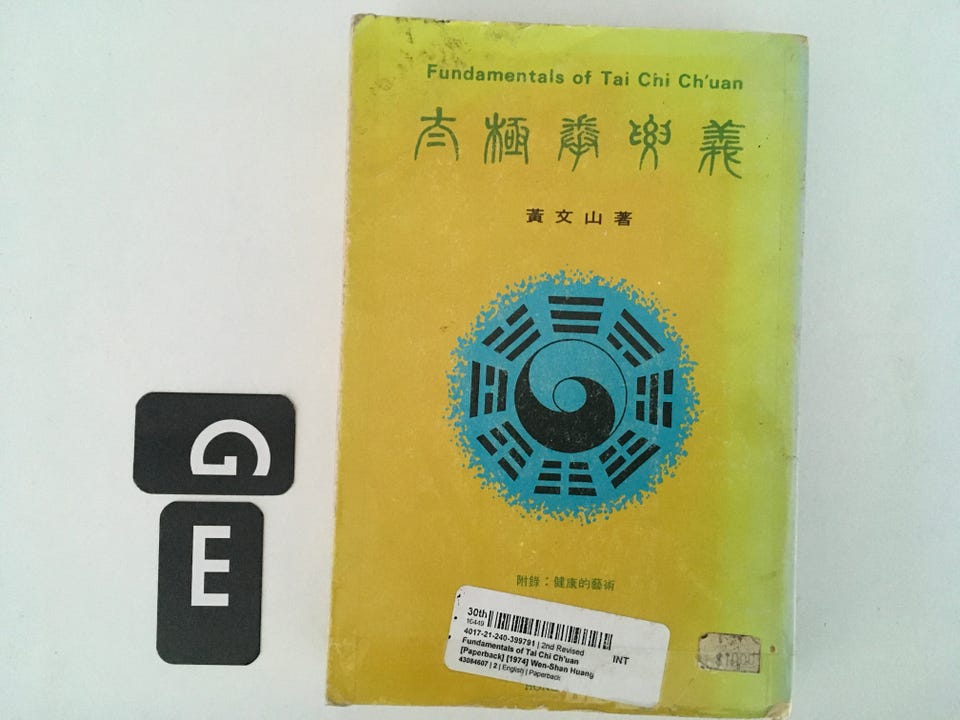 Fundamentals of Tai Chi Ch'uan
太極拳要義
黃文山著
附錄：健康的藝術
30th
16449
4017-21-240-399791 | 2nd Revised
Fundamentals of Tai Chi Ch'uan
INT
[Paperback] [1974] Wen-Shan Huang
43084607 | 2 | English | Paperback
G
E